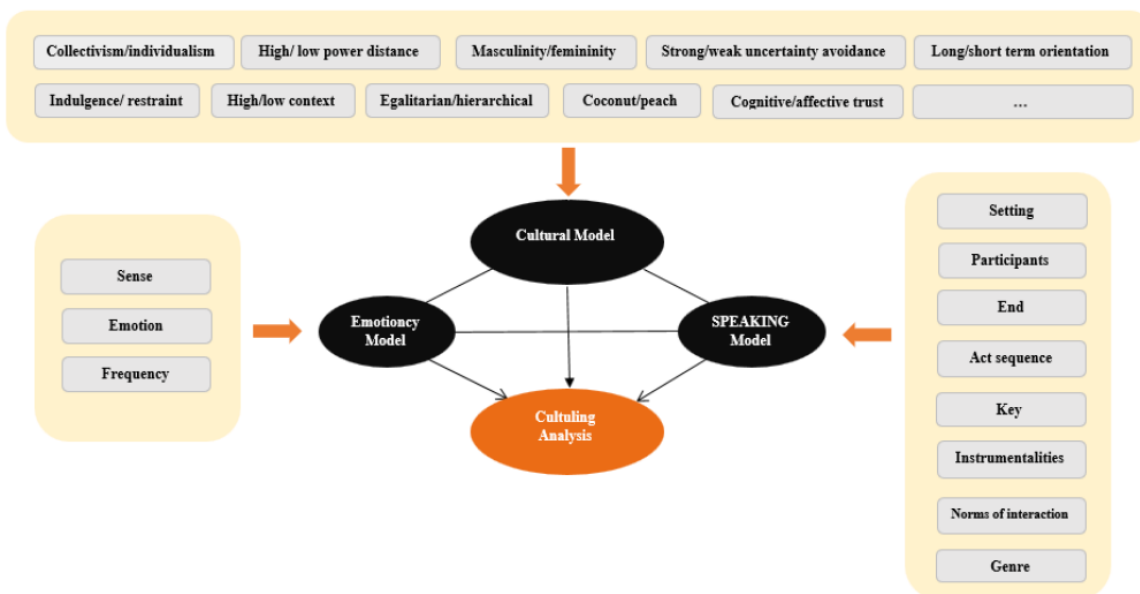 Collectivism/individualism
High/ low power distance
Masculinity/femininity
Strong/weak uncertainty avoidance
Long/short term orientation
Indulgence/ restraint
High/low context
Egalitarian/hierarchical
Coconut/peach
Cognitive/affective trust
...
Cultural Model
Sense
Emotion
Frequency
Emotioncy
Model
SPEAKING
Model
Cultuling
Analysis
Setting
Participants
End
Act sequence
Key
Instrumentalities
Norms of interaction
Genre